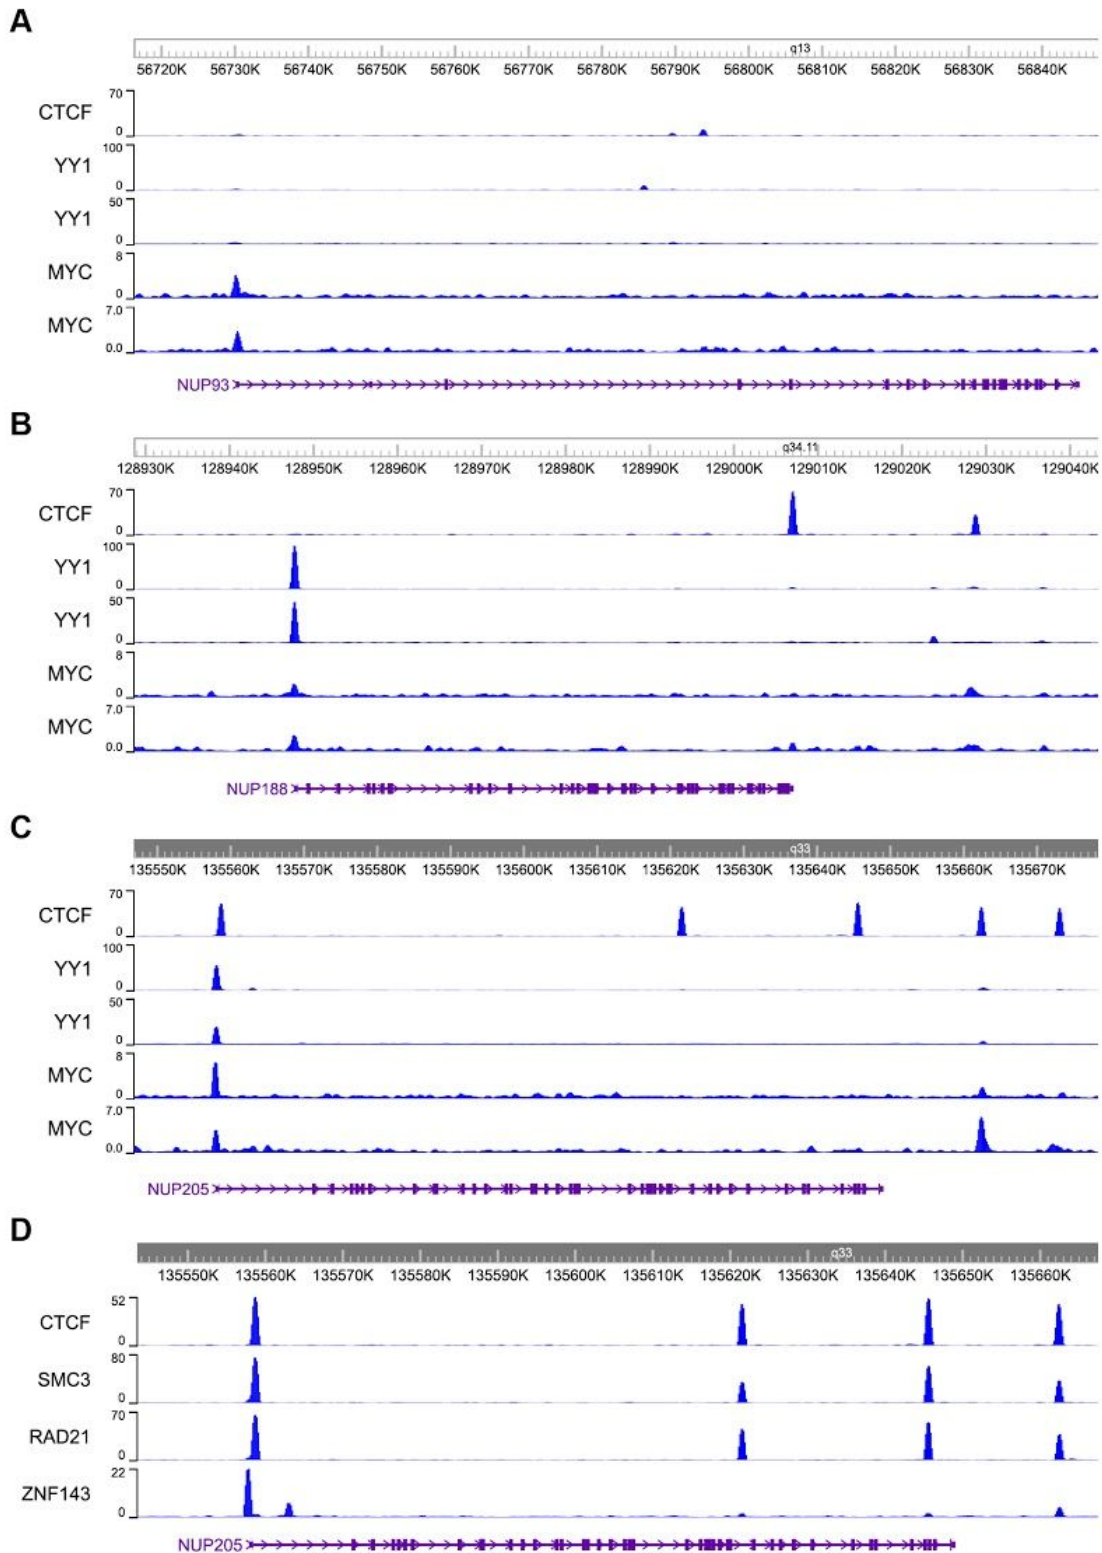 A
q13
56720K 56730K 56740K 56750K 56760K 56770K 56780K 56790K 56800K 56810K 56820K 56830K 56840K
70
CTCF
0
100
YY1
0
50
YY1
0
8
MYC
0
7.0
MYC
0.0
NUP93
B
q34.11
128930K 128940K 128950K 128960K 128970K 128980K 128990K 129000K 129010K 129020K 129030K 129040K
70
CTCF
0
100
YY1
0
50
YY1
0
8
MYC
0
7.0
MYC
0.0
NUP188
C
q33
135550K 135560K 135570K 135580K 135590K 135600K 135610K 135620K 135630K 135640K 135650K 135660K 135670K
70
CTCF
0
100
YY1
0
50
YY1
0
8
MYC
0
7.0
MYC
0.0
NUP205
D
q33
135550K 135560K 135570K 135580K 135590K 135600K 135610K 135620K 135630K 135640K 135650K 135660K
52
CTCF
0
80
SMC3
0
70
RAD21
0
22
ZNF143
0
NUP205